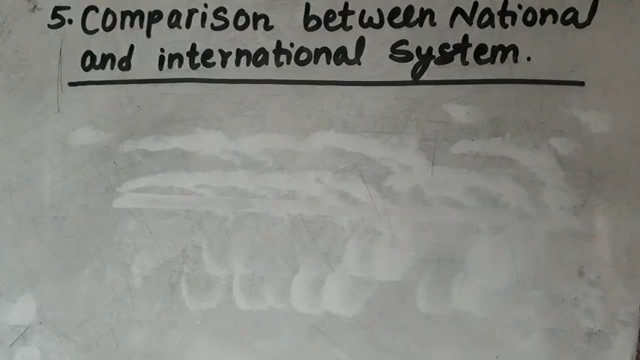 5. Comparison between National
and international System.